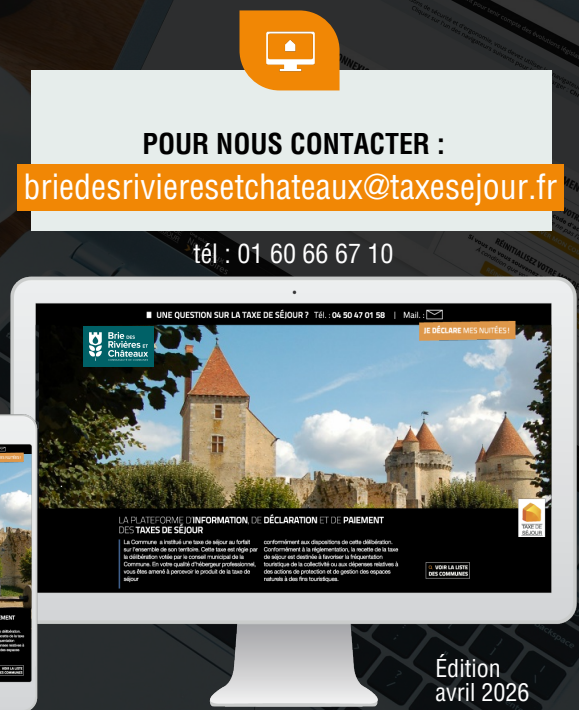 POUR NOUS CONTACTER :
briedesrivieresetchateaux@taxesejour.fr
tél : 01 60 66 67 10
UNE QUESTION SUR LA TAXE DE SÉJOUR ? Tél. : 04 50 47 01 58 | Mail. :
JE DÉCLARE MES NUITÉES !
Brie DES
Rivières ET
Châteaux
LA PLATEFORME D'INFORMATION, DE DÉCLARATION ET DE PAIEMENT
DES TAXES DE SÉJOUR
La Commune a institué une taxe de séjour au forfait
sur l'ensemble de son territoire. Cette taxe est régie par
la délibération votée par le conseil municipal de la
Commune. En votre qualité d'hébergeur professionnel,
vous êtes amené à percevoir le produit de la taxe de
séjour
conformément aux dispositions de cette délibération.
Conformément à la réglementation, la recette de la taxe
de séjour est destinée à favoriser la fréquentation
touristique de la collectivité ou aux dépenses relatives à
des actions de protection et de gestion des espaces
naturels à des fins touristiques.
TAXE DE
SÉJOUR
VOIR LA LISTE
DES COMMUNES
VOIR LA LISTE
DES COMMUNES
Édition
avril 2026